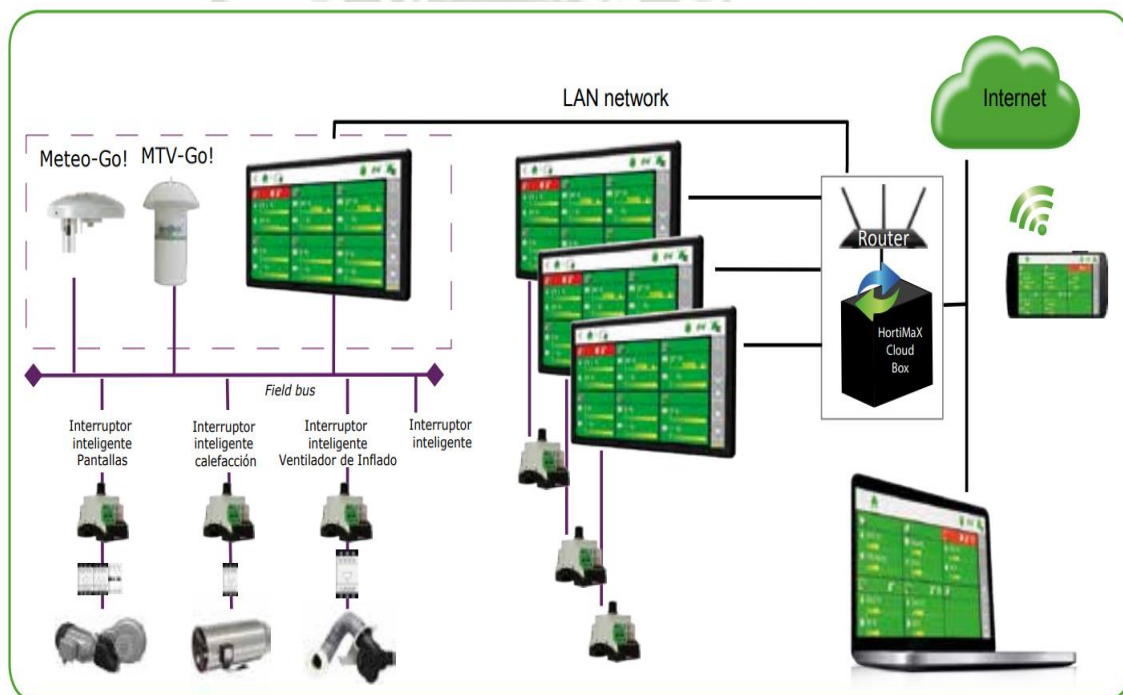 LAN network
Internet
Meteo-Go!
MTV-Go!
Router
HortiMaX
Cloud
Box
Field bus
Interruptor
inteligente
Pantallas
Interruptor
inteligente
calefacción
Interruptor
inteligente
Ventilador de Inflado
Interruptor
inteligente